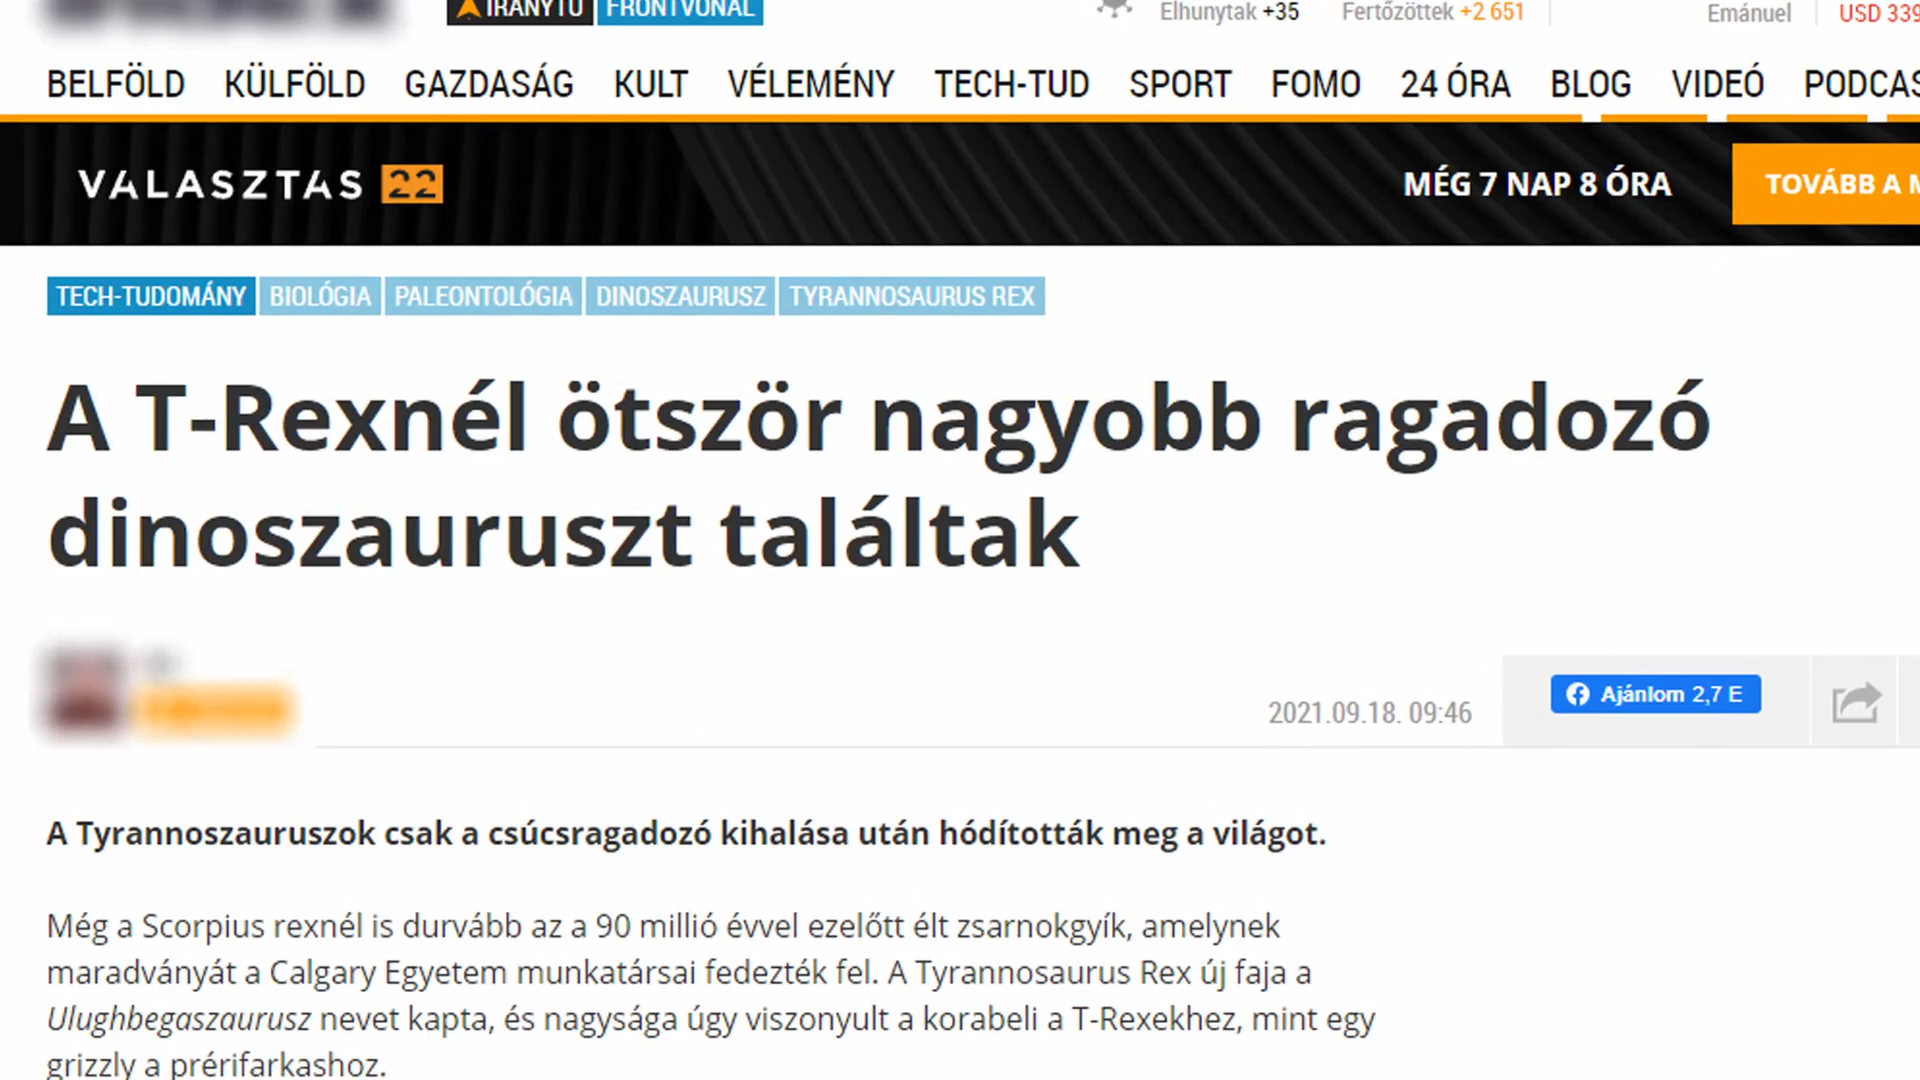 IRÁNYTŰ FRONTVONAL Elhunytak +35 Fertőzöttek +2 651 Emánuel USD 339
BELFÖLD KÜLFÖLD GAZDASÁG KULT VÉLEMÉNY TECH-TUD SPORT FOMO 24 ÓRA BLOG VIDEÓ PODCAS
VALASZTAS 22 MÉG 7 NAP 8 ÓRA TOVÁBB A M
TECH-TUDOMÁNY BIOLÓGIA PALEONTOLÓGIA DINOSZAURUSZ TYRANNOSAURUS REX
A T-Rexnél ötször nagyobb ragadozó
dinoszauruszt találtak
2021.09.18. 09:46 Ajánlom 2,7 E
A Tyrannoszauruszok csak a csúcsragadozó kihalása után hódították meg a világot.
Még a Scorpius rexnél is durvább az a 90 millió évvel ezelőtt élt zsarnokgyík, amelynek
maradványát a Calgary Egyetem munkatársai fedezték fel. A Tyrannosaurus Rex új faja a
Ulughbegaszaurusz nevet kapta, és nagysága úgy viszonyult a korabeli a T-Rexekhez, mint egy
grizzly a prérifarkashoz.